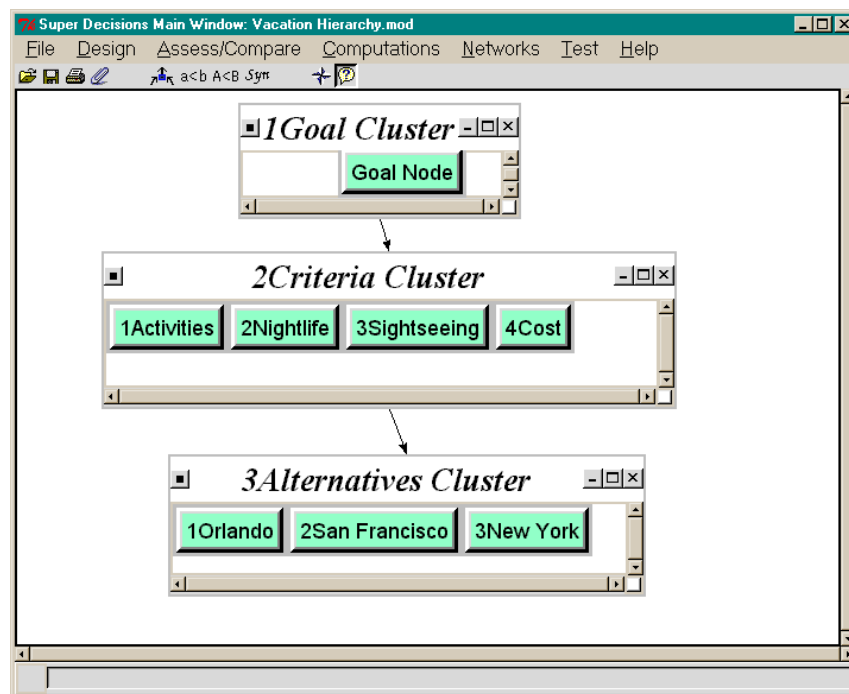 Super Decisions Main Window: Vacation Hierarchy.mod
File Design Assess/Compare Computations Networks Test Help
a<b A<B Syn
1Goal Cluster
Goal Node
2Criteria Cluster
1Activities 2Nightlife 3Sightseeing 4Cost
3Alternatives Cluster
1Orlando 2San Francisco 3New York